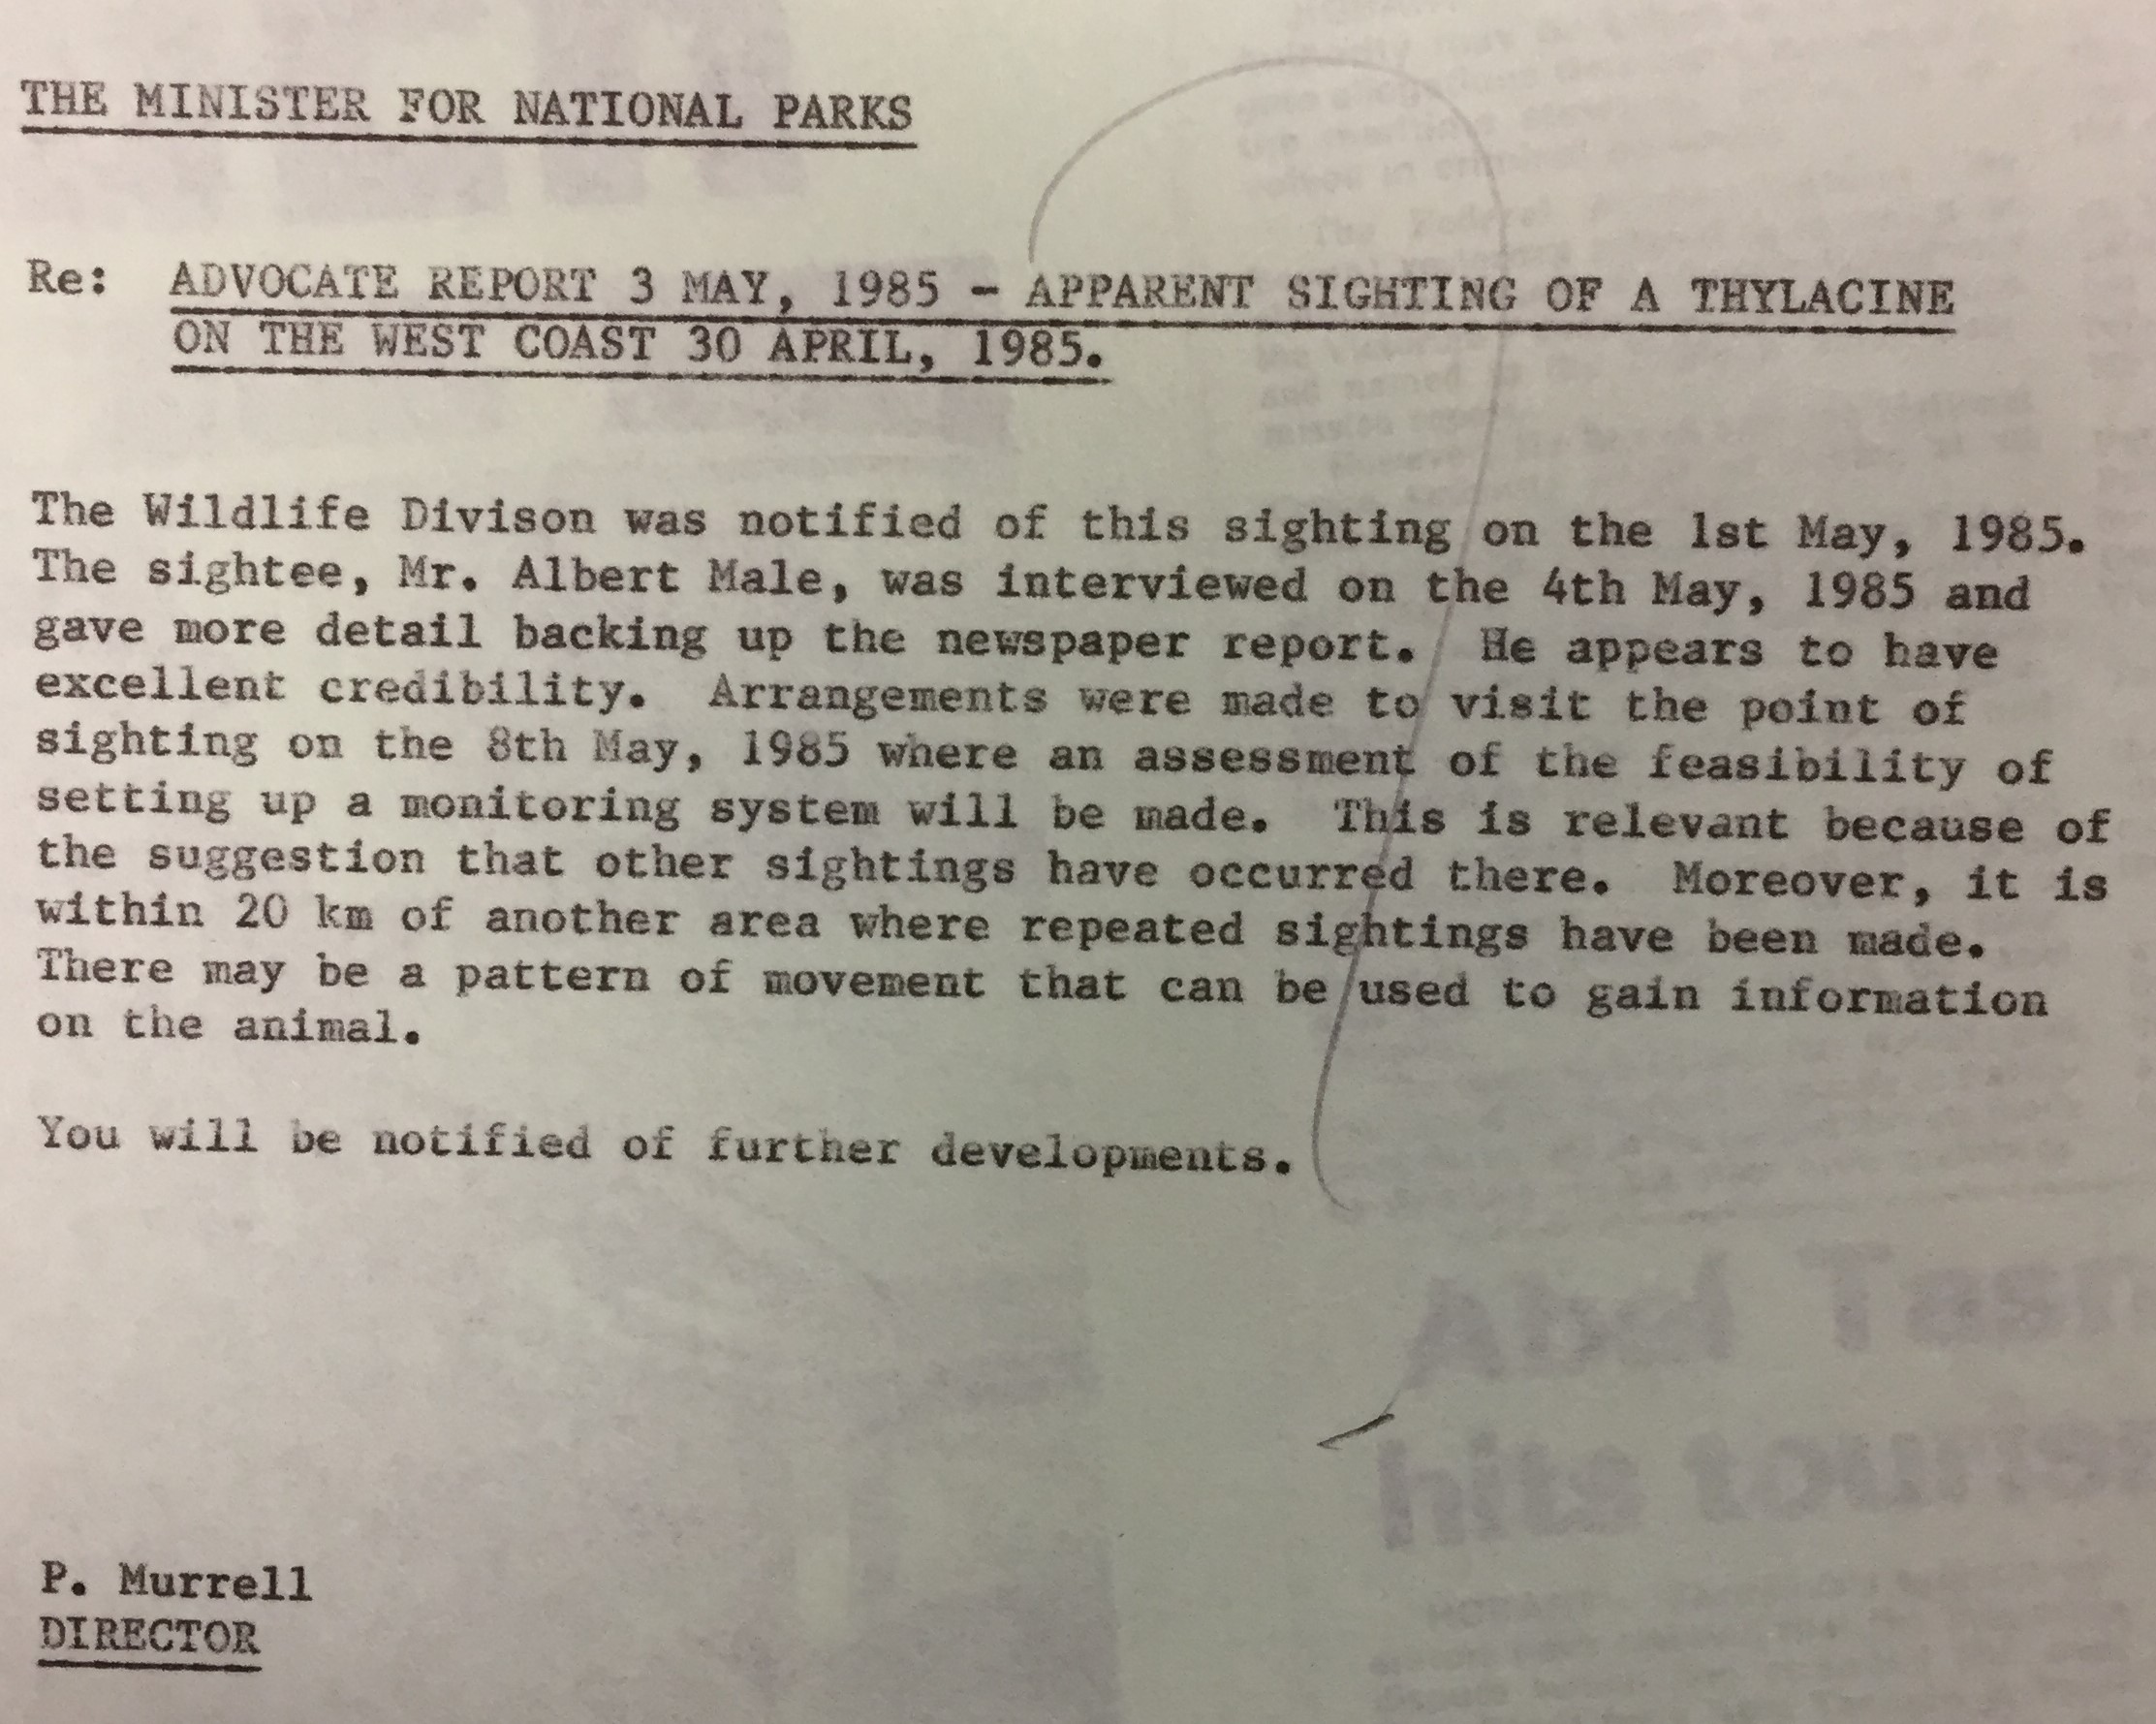 THE MINISTER FOR NATIONAL PARKS
Re: ADVOCATE REPORT 3 MAY, 1985 - APPARENT SIGHTING OF A THYLACINE
ON THE WEST COAST 30 APRIL, 1985.
The Wildlife Divison was notified of this sighting on the 1st May, 1985.
The sightee, Mr. Albert Male, was interviewed on the 4th May, 1985 and
gave more detail backing up the newspaper report. He appears to have
excellent credibility. Arrangements were made to visit the point of
sighting on the 8th May, 1985 where an assessment of the feasibility of
setting up a monitoring system will be made. This is relevant because of
the suggestion that other sightings have occurred there. Moreover, it is
within 20 km of another area where repeated sightings have been made.
There may be a pattern of movement that can be used to gain information
on the animal.
You will be notified of further developments.
Abel
hits
P. Murrell
DIRECTOR